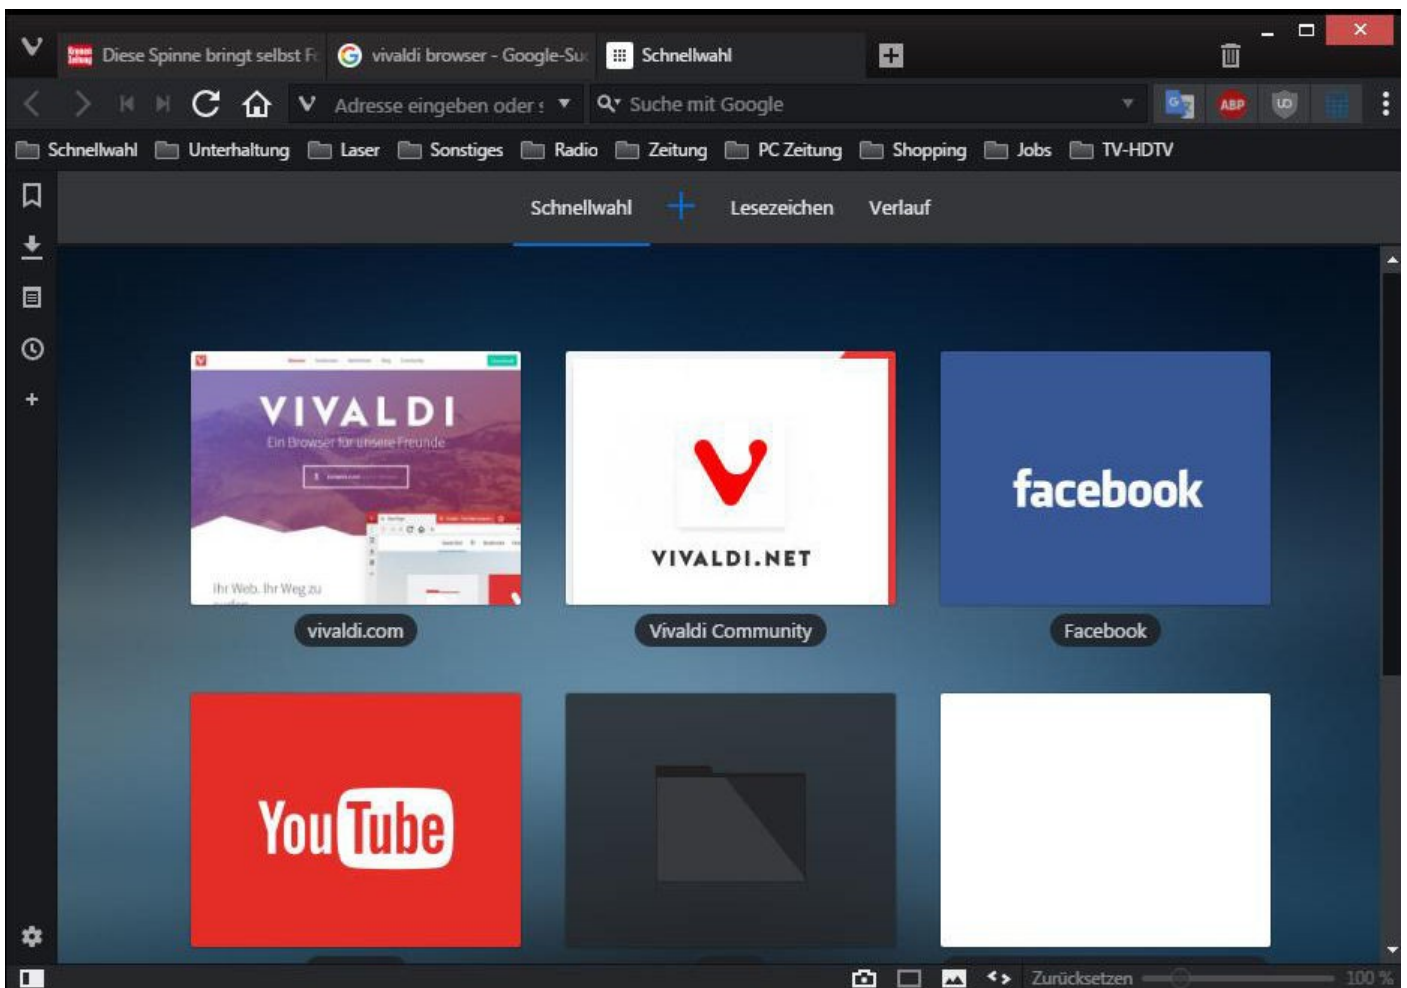 Diese Spinne bringt selbst Fo
vivaldi browser - Google-Suc
Schnellwahl
Adresse eingeben oder s
Suche mit Google
ABP
Schnellwahl
Unterhaltung
Laser
Sonstiges
Radio
Zeitung
PC Zeitung
Shopping
Jobs
TV-HDTV
Schnellwahl
Lesezeichen
Verlauf
VIVALDI
Ein Browser für unsere Freunde
Ihr Web. Ihr Weg zu
VIVALDI.NET
facebook
vivaldi.com
Vivaldi Community
Facebook
YouTube
Zurücksetzen
100 %